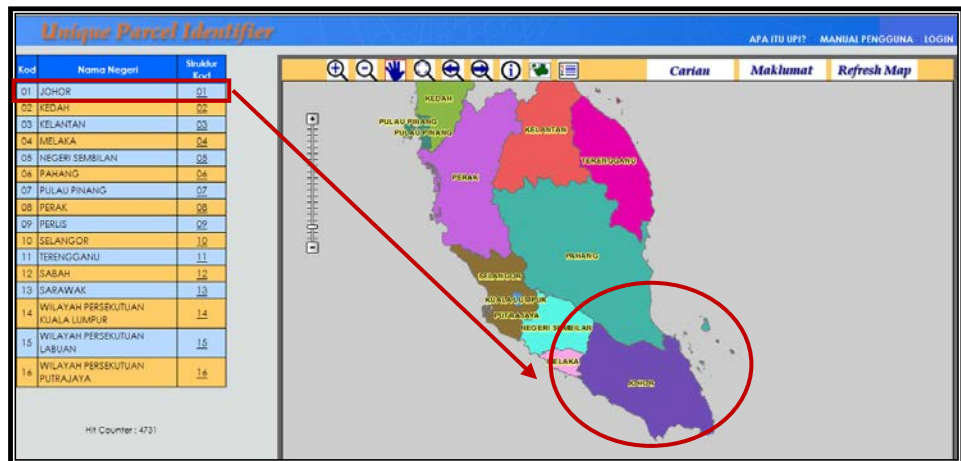 Unique Parcel Identifier
APA ITU UPI? MANUAL PENGGUNA LOGIN
Kod Nama Negeri Struktur Kod
01 JOHOR 01
02 KEDAH 02
03 KELANTAN 03
04 MELAKA 04
05 NEGERI SEMBILAN 05
06 PAHANG 06
07 PULAU PINANG 07
08 PERAK 08
09 PERLIS 09
10 SELANGOR 10
11 TERENGGANU 11
12 SABAH 12
13 SARAWAK 13
14 WILAYAH PERSEKUTUAN KUALA LUMPUR 14
15 WILAYAH PERSEKUTUAN LABUAN 15
16 WILAYAH PERSEKUTUAN PUTRAJAYA 16
Hit Counter : 4731
Carian Maklumat Refresh Map
KEDAH
PULAU PINANG
PULAU PINANG
KELANTAN
TERENGGANU
PERAK
PAHANG
SELANGOR
KUALA LUMPUR
PUTRAJAYA
NEGERI SEMBILAN
MELAKA
JOHOR